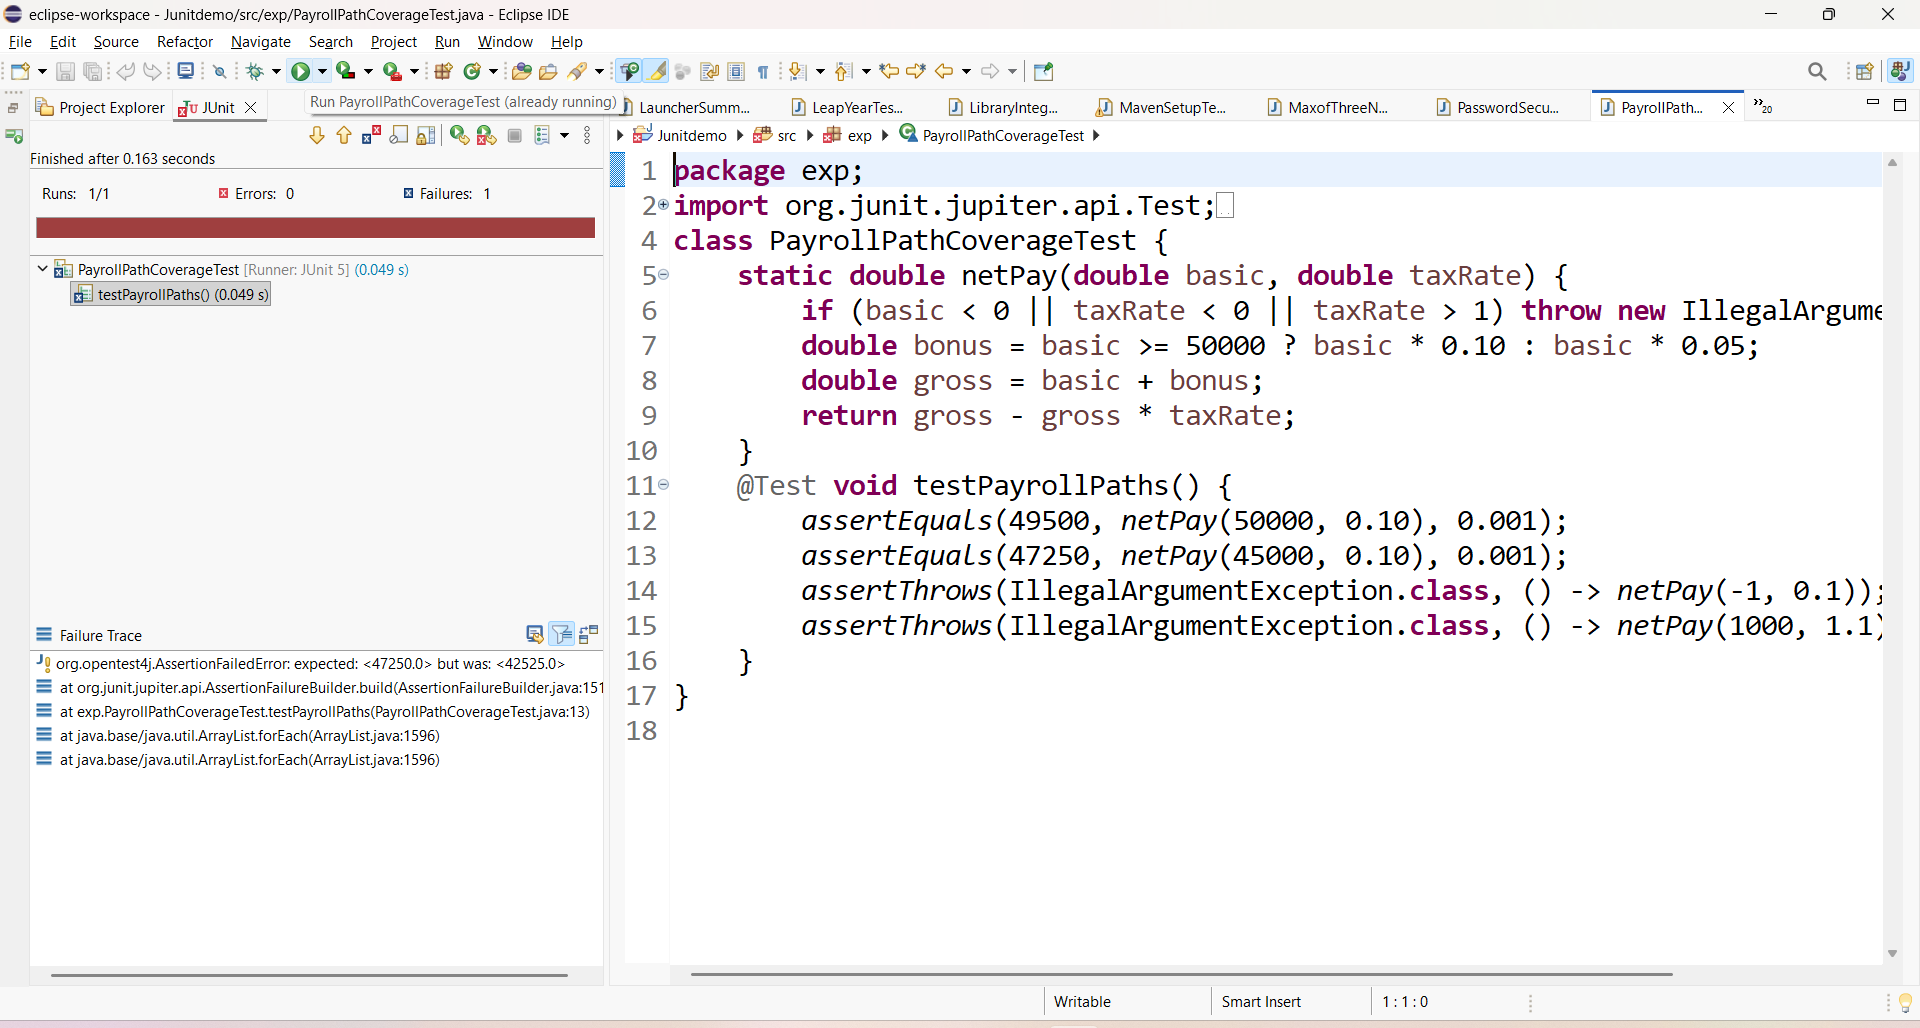 eclipse-workspace - Junitdemo/src/exp/PayrollPathCoverageTest.java - Eclipse IDE
File Edit Source Refactor Navigate Search Project Run Window Help
Project Explorer JUnit
Run PayrollPathCoverageTest (already running)
LauncherSumm... LeapYearTes... LibraryInteg... MavenSetupTe... MaxofThreeN... PasswordSecu... PayrollPath... 20
Junitdemo src exp PayrollPathCoverageTest
Finished after 0.163 seconds
Runs: 1/1 Errors: 0 Failures: 1
PayrollPathCoverageTest [Runner: JUnit 5] (0.049 s)
testPayrollPaths() (0.049 s)
Failure Trace
org.opentest4j.AssertionFailedError: expected: <47250.0> but was: <42525.0>
at org.junit.jupiter.api.AssertionFailureBuilder.build(AssertionFailureBuilder.java:151
at exp.PayrollPathCoverageTest.testPayrollPaths(PayrollPathCoverageTest.java:13)
at java.base/java.util.ArrayList.forEach(ArrayList.java:1596)
at java.base/java.util.ArrayList.forEach(ArrayList.java:1596)
1 package exp;
2 import org.junit.jupiter.api.Test;
4 class PayrollPathCoverageTest {
5 static double netPay(double basic, double taxRate) {
6 if (basic < 0 || taxRate < 0 || taxRate > 1) throw new IllegalArgume
7 double bonus = basic >= 50000 ? basic * 0.10 : basic * 0.05;
8 double gross = basic + bonus;
9 return gross - gross * taxRate;
10 }
11 @Test void testPayrollPaths() {
12 assertEquals(49500, netPay(50000, 0.10), 0.001);
13 assertEquals(47250, netPay(45000, 0.10), 0.001);
14 assertThrows(IllegalArgumentException.class, () -> netPay(-1, 0.1));
15 assertThrows(IllegalArgumentException.class, () -> netPay(1000, 1.1)
16 }
17 }
18
Writable Smart Insert 1 : 1 : 0